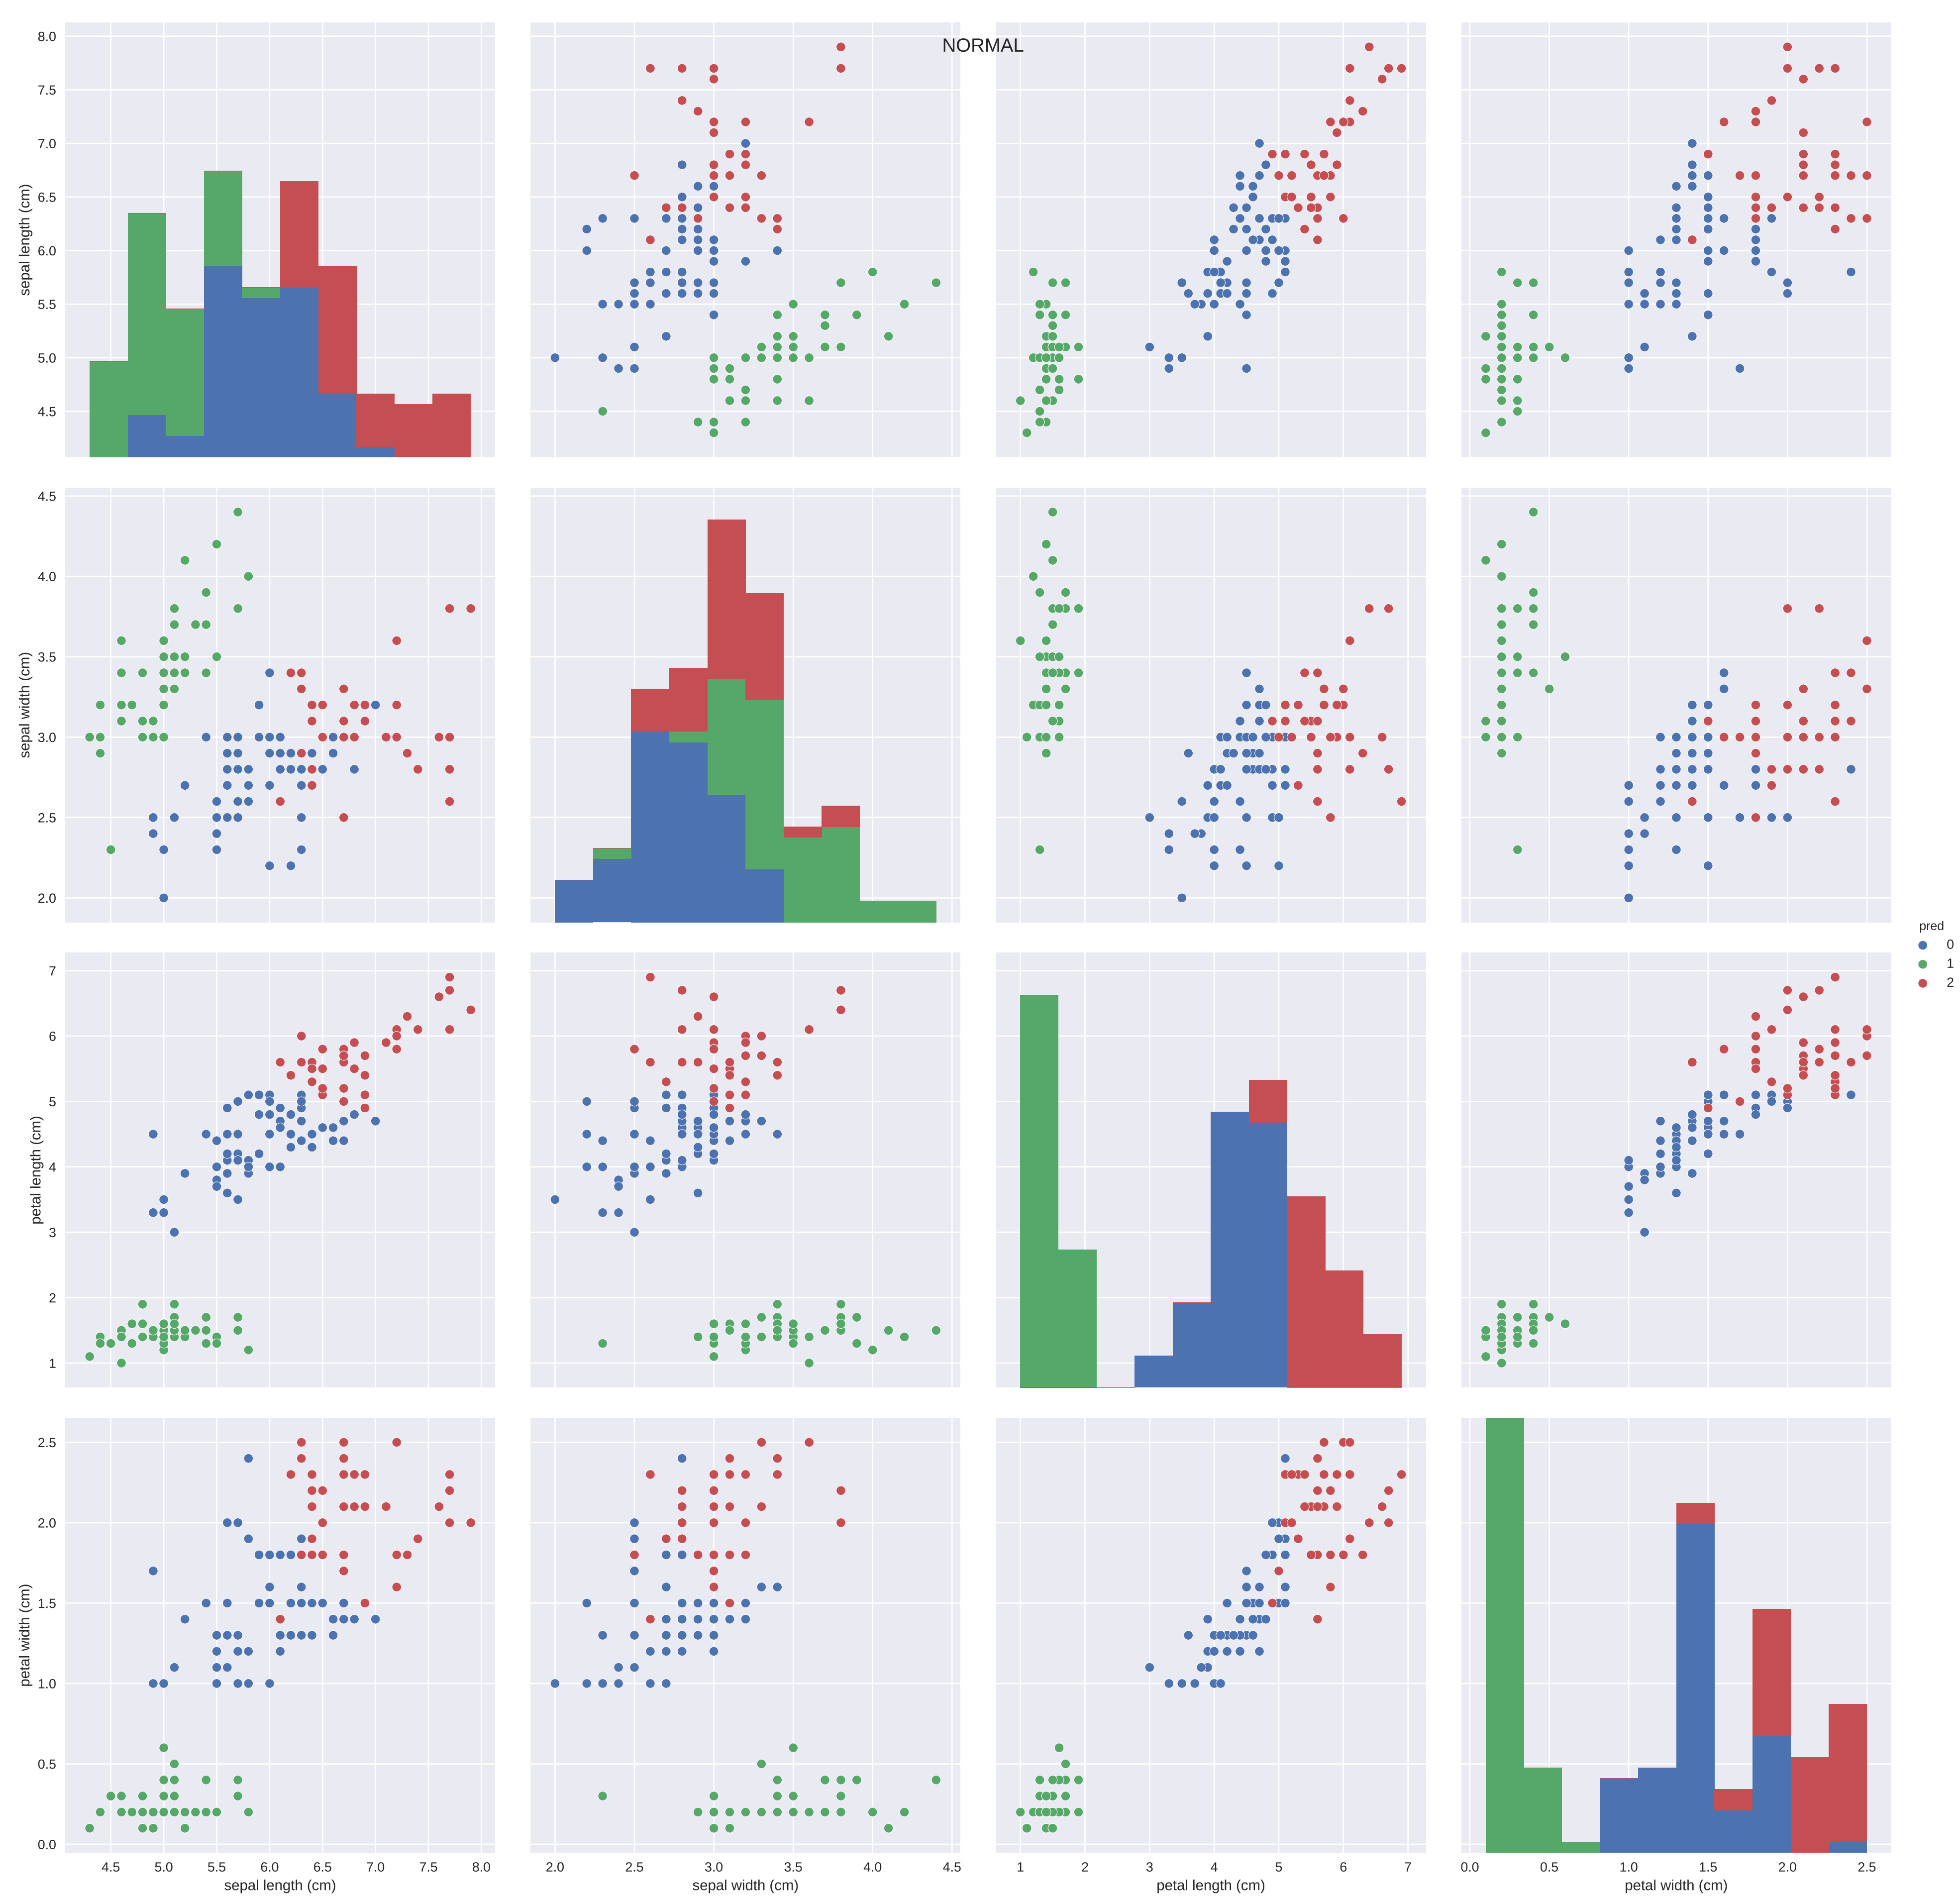 NORMAL
8.0
7.5
7.0
6.5
6.0
5.5
5.0
4.5
sepal length (cm)
4.5
4.0
3.5
3.0
2.5
2.0
sepal width (cm)
pred
0
1
2
7
6
5
4
3
2
1
petal length (cm)
2.5
2.0
1.5
1.0
0.5
0.0
petal width (cm)
4.5 5.0 5.5 6.0 6.5 7.0 7.5 8.0
sepal length (cm)
2.0 2.5 3.0 3.5 4.0 4.5
sepal width (cm)
1 2 3 4 5 6 7
petal length (cm)
0.0 0.5 1.0 1.5 2.0 2.5
petal width (cm)